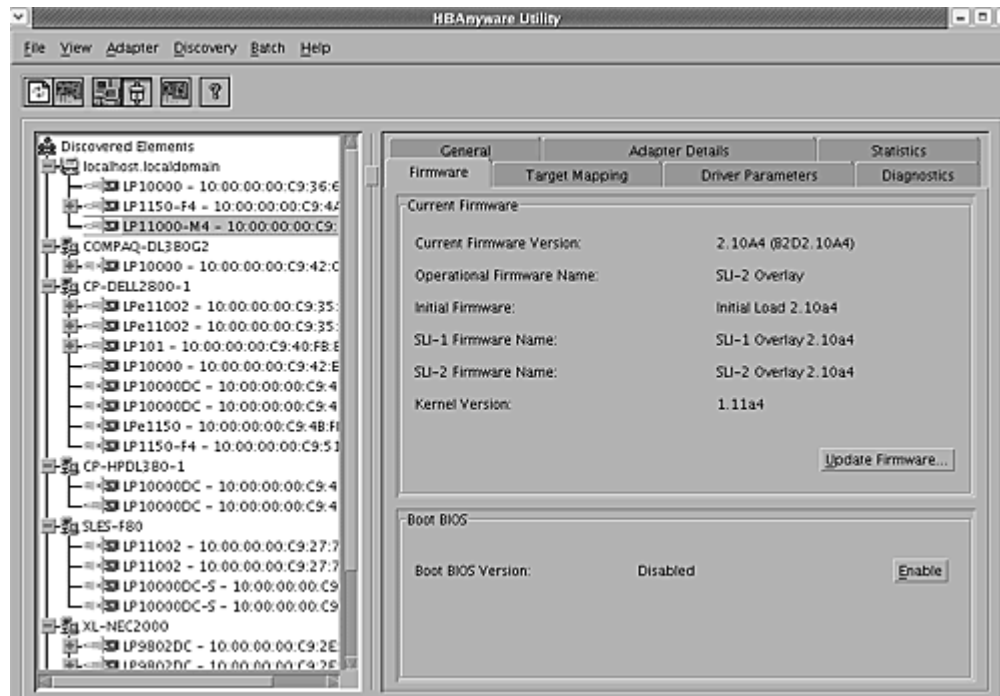 HBAnyware Utility
File View Adapter Discovery Batch Help
Discovered Elements
localhost.localdomain
LP10000 - 10:00:00:00:C9:36:6
LP1150-F4 - 10:00:00:00:C9:4A
LP11000-M4 - 10:00:00:00:C9:
COMPAQ-DL380G2
LP10000 - 10:00:00:00:C9:42:C
CP-DELL2800-1
LPe11002 - 10:00:00:00:C9:35:
LPe11002 - 10:00:00:00:C9:35:
LP101 - 10:00:00:00:C9:40:FB:E
LP10000 - 10:00:00:00:C9:42:E
LP10000DC - 10:00:00:00:C9:4
LP10000DC - 10:00:00:00:C9:4
LPe1150 - 10:00:00:00:C9:4B:FI
LP1150-F4 - 10:00:00:00:C9:51
CP-HPDL380-1
LP10000DC - 10:00:00:00:C9:4
LP10000DC - 10:00:00:00:C9:4
SLES-F80
LP11002 - 10:00:00:00:C9:27:7
LP11002 - 10:00:00:00:C9:27:7
LP10000DC-S - 10:00:00:00:C9
LP10000DC-S - 10:00:00:00:C9
XL-NEC2000
LP9802DC - 10:00:00:00:C9:2E
LP9802DC - 10:00:00:00:C9:2E
General Adapter Details Statistics
Firmware Target Mapping Driver Parameters Diagnostics
Current Firmware
Current Firmware Version: 2.10A4 (B2D2.10A4)
Operational Firmware Name: SLI-2 Overlay
Initial Firmware: Initial Load 2.10a4
SLI-1 Firmware Name: SLI-1 Overlay 2.10a4
SLI-2 Firmware Name: SLI-2 Overlay 2.10a4
Kernel Version: 1.11a4
Update Firmware...
Boot BIOS
Boot BIOS Version: Disabled Enable